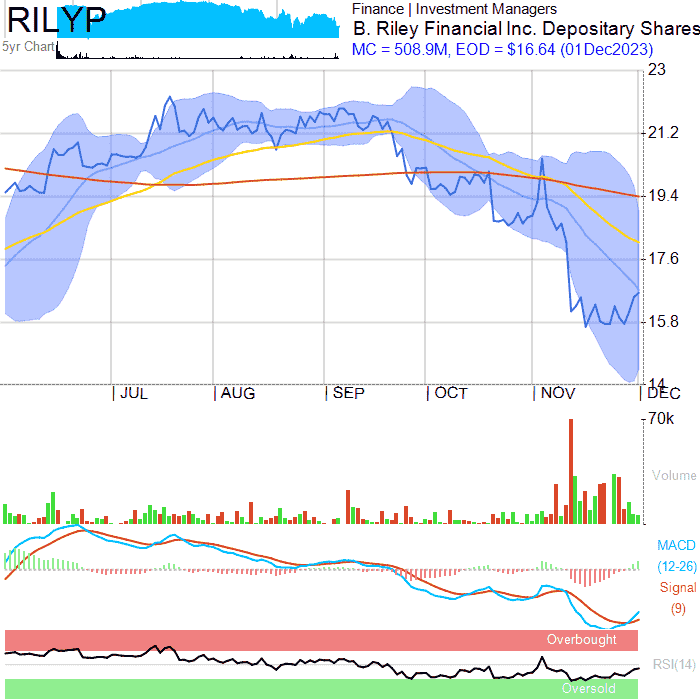 RILYP
Finance | Investment Managers
B. Riley Financial Inc. Depositary Shares
5yr Chart
MC = 508.9M, EOD = $16.64 (01Dec2023)
23
21.2
19.4
17.6
15.8
14
JUL
AUG
SEP
OCT
NOV
DEC
70k
Volume
MACD
(12-26)
Signal
(9)
Overbought
RSI(14)
Oversold